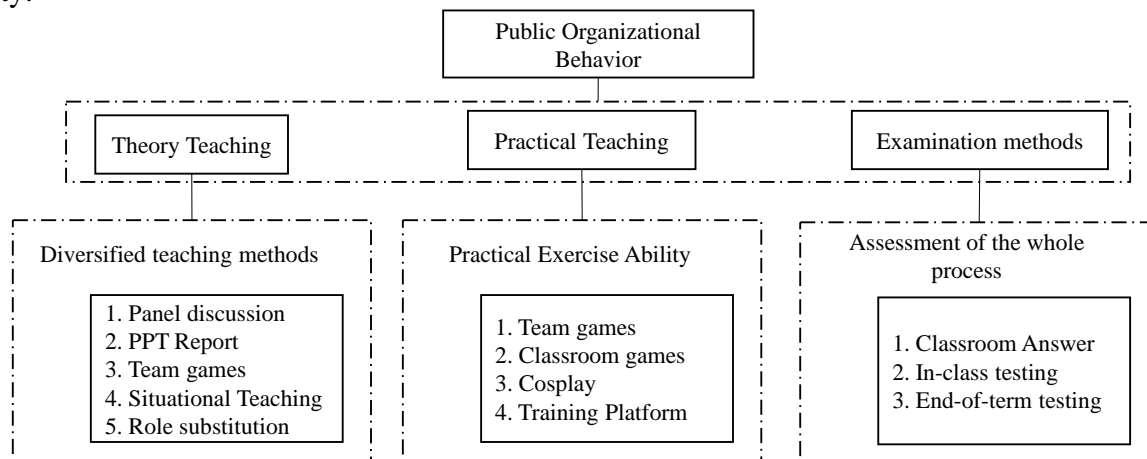 Public Organizational
Behavior
Theory Teaching
Practical Teaching
Examination methods
Diversified teaching methods
1. Panel discussion
2. PPT Report
3. Team games
4. Situational Teaching
5. Role substitution
Practical Exercise Ability
1. Team games
2. Classroom games
3. Cosplay
4. Training Platform
Assessment of the whole
process
1. Classroom Answer
2. In-class testing
3. End-of-term testing